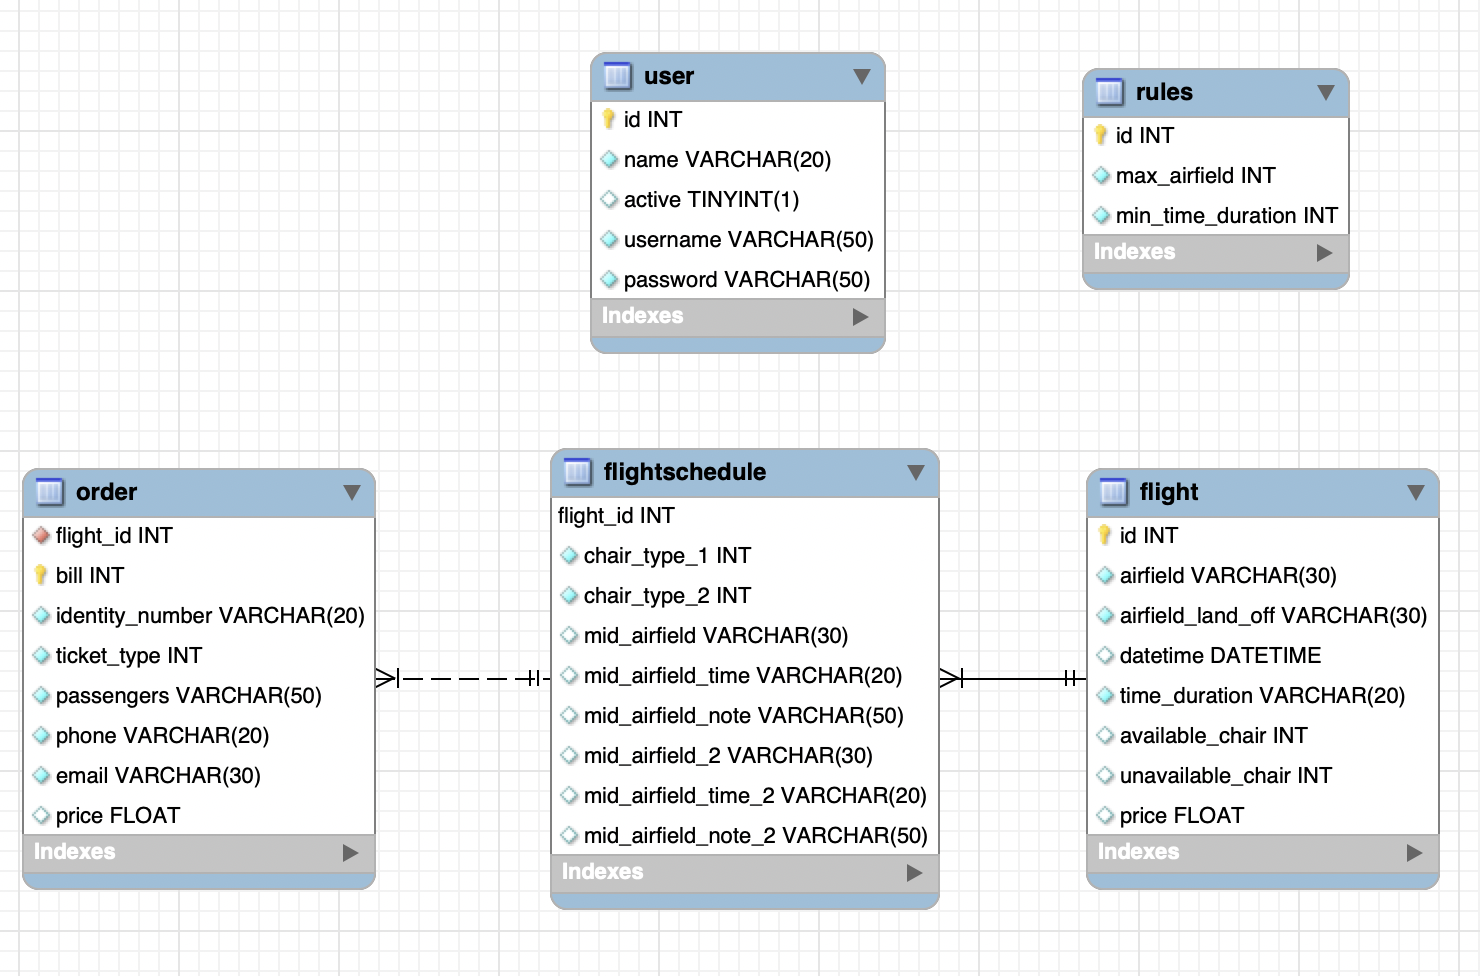 user
id INT
name VARCHAR(20)
active TINYINT(1)
username VARCHAR(50)
password VARCHAR(50)
Indexes
rules
id INT
max_airfield INT
min_time_duration INT
Indexes
order
flight_id INT
bill INT
identity_number VARCHAR(20)
ticket_type INT
passengers VARCHAR(50)
phone VARCHAR(20)
email VARCHAR(30)
price FLOAT
Indexes
flightschedule
flight_id INT
chair_type_1 INT
chair_type_2 INT
mid_airfield VARCHAR(30)
mid_airfield_time VARCHAR(20)
mid_airfield_note VARCHAR(50)
mid_airfield_2 VARCHAR(30)
mid_airfield_time_2 VARCHAR(20)
mid_airfield_note_2 VARCHAR(50)
Indexes
flight
id INT
airfield VARCHAR(30)
airfield_land_off VARCHAR(30)
datetime DATETIME
time_duration VARCHAR(20)
available_chair INT
unavailable_chair INT
price FLOAT
Indexes